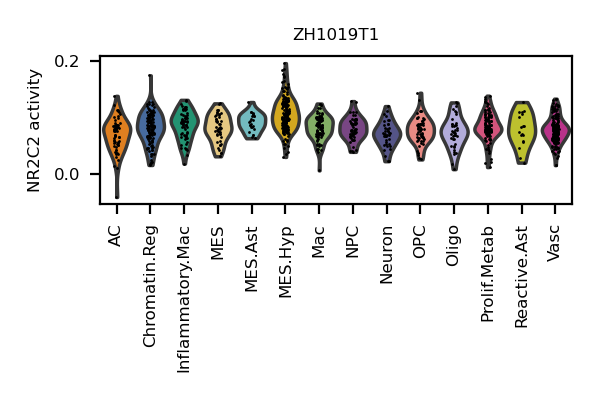 ZH1019T1
NR2C2 activity
0.2
0.0
AC
Chromatin.Reg
Inflammatory.Mac
MES
MES.Ast
MES.Hyp
Mac
NPC
Neuron
OPC
Oligo
Prolif.Metab
Reactive.Ast
Vasc